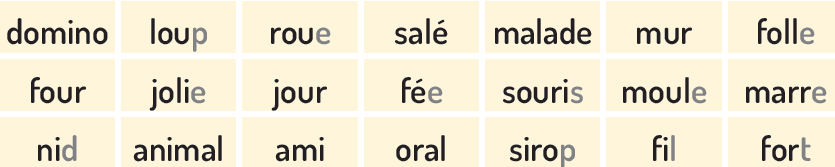 domino loup roue salé malade mur folle
four jolie jour fée souris moule marre
nid animal ami oral sirop fil fort